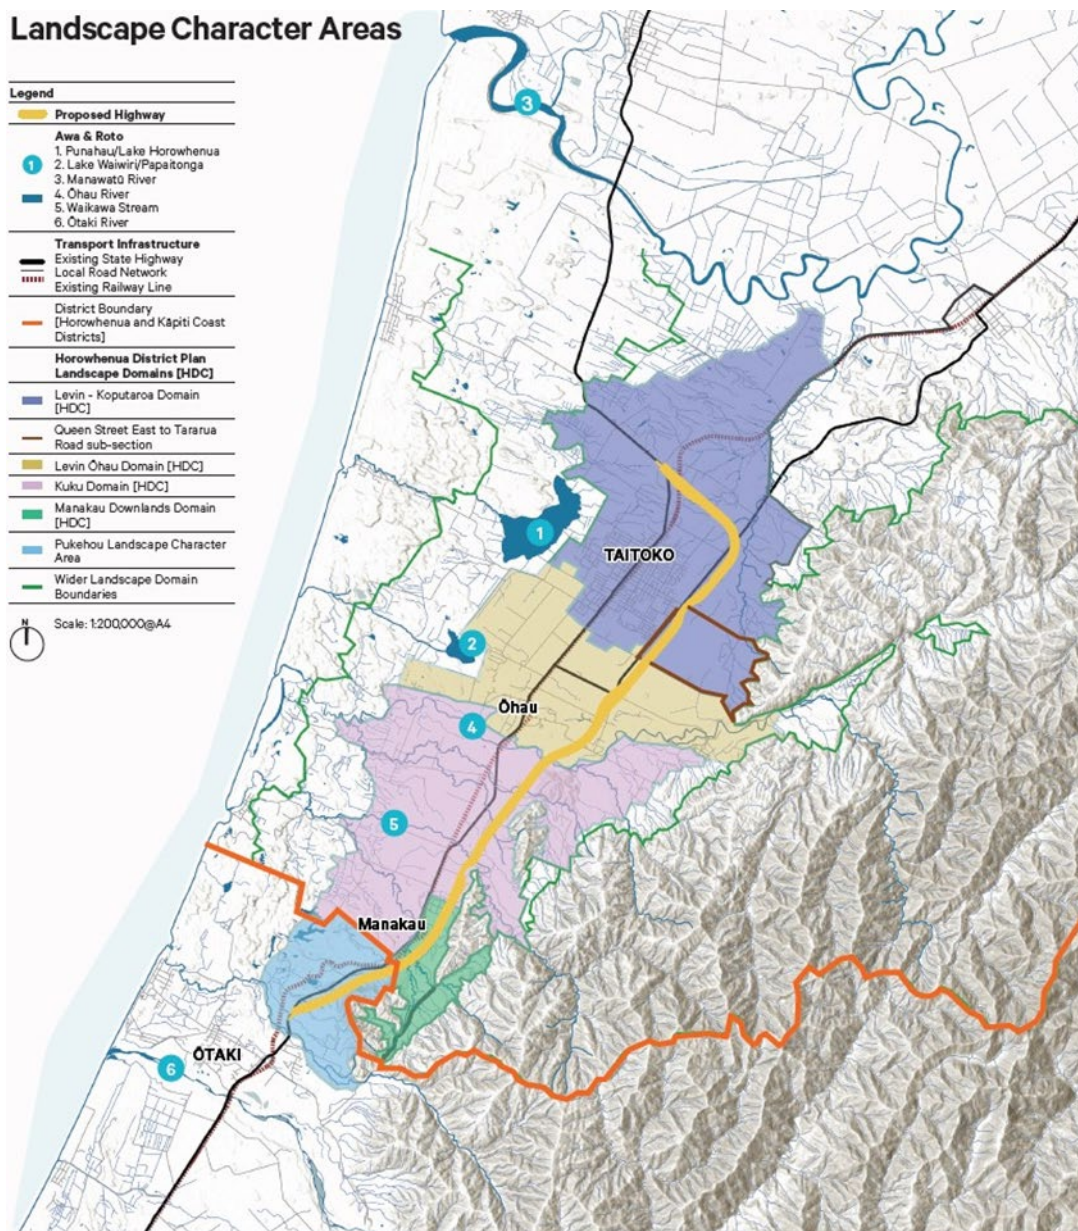 Landscape Character Areas
Legend
Proposed Highway
Awa & Roto
1
1. Punahau/Lake Horowhenua
2. Lake Waiwiri/Papaitonga
3. Manawatū River
4. Ōhau River
5. Waikawa Stream
6. Ōtaki River
Transport Infrastructure
Existing State Highway
Local Road Network
Existing Railway Line
District Boundary
[Horowhenua and Kāpiti Coast
Districts]
Horowhenua District Plan
Landscape Domains [HDC]
Levin - Koputaroa Domain
[HDC]
Queen Street East to Tararua
Road sub-section
Levin Ōhau Domain [HDC]
Kuku Domain [HDC]
Manakau Downlands Domain
[HDC]
Pukehou Landscape Character
Area
Wider Landscape Domain
Boundaries
N
Scale: 1:200,000@A4
3
1
TAITOKO
2
Ōhau
4
5
Manakau
ŌTAKI
6